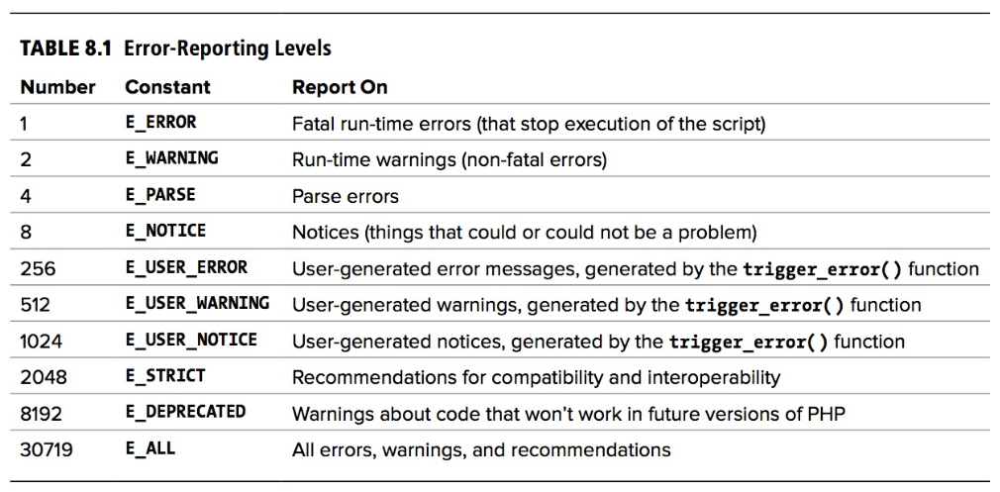 TABLE 8.1 Error-Reporting Levels
Number Constant Report On
1 E_ERROR Fatal run-time errors (that stop execution of the script)
2 E_WARNING Run-time warnings (non-fatal errors)
4 E_PARSE Parse errors
8 E_NOTICE Notices (things that could or could not be a problem)
256 E_USER_ERROR User-generated error messages, generated by the trigger_error() function
512 E_USER_WARNING User-generated warnings, generated by the trigger_error() function
1024 E_USER_NOTICE User-generated notices, generated by the trigger_error() function
2048 E_STRICT Recommendations for compatibility and interoperability
8192 E_DEPRECATED Warnings about code that won’t work in future versions of PHP
30719 E_ALL All errors, warnings, and recommendations